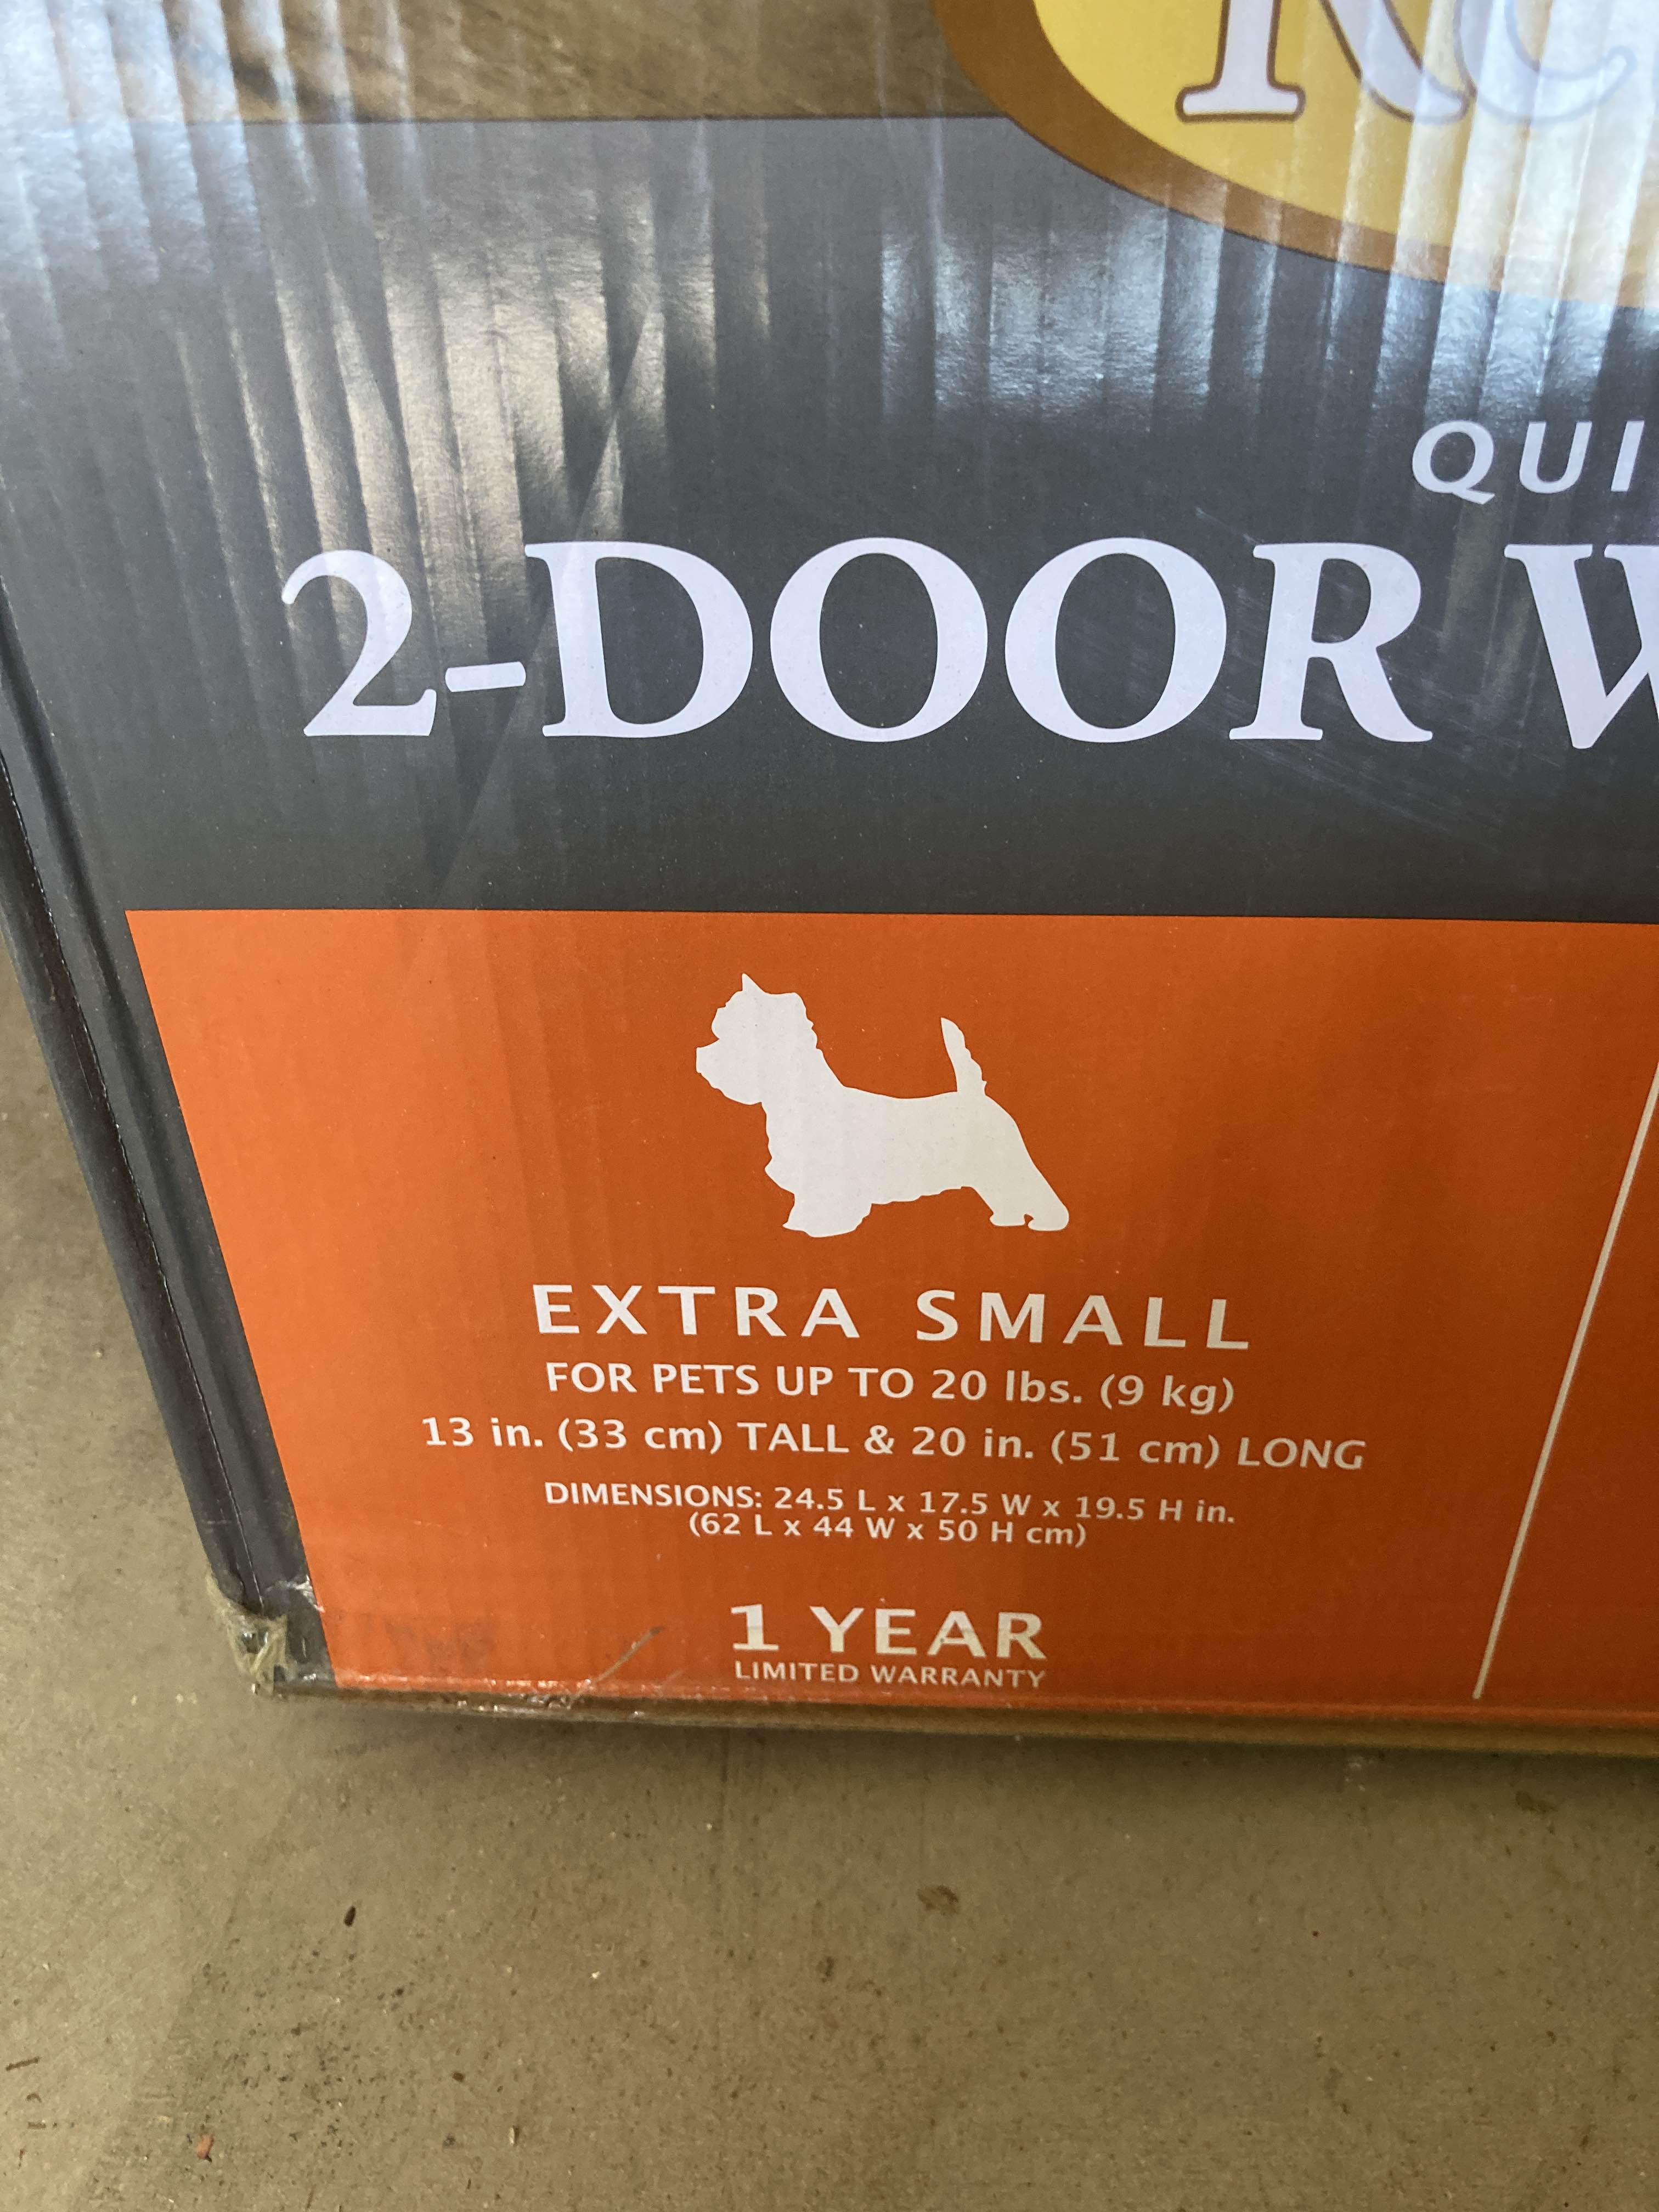 QUI
2-DOOR W
EXTRA SMALL
FOR PETS UP TO 20 lbs. (9 kg)
13 in. (33 cm) TALL & 20 in. (51 cm) LONG
DIMENSIONS: 24.5 L x 17.5 W x 19.5 H in.
(62 L x 44 W x 50 H cm)
1 YEAR
LIMITED WARRANTY